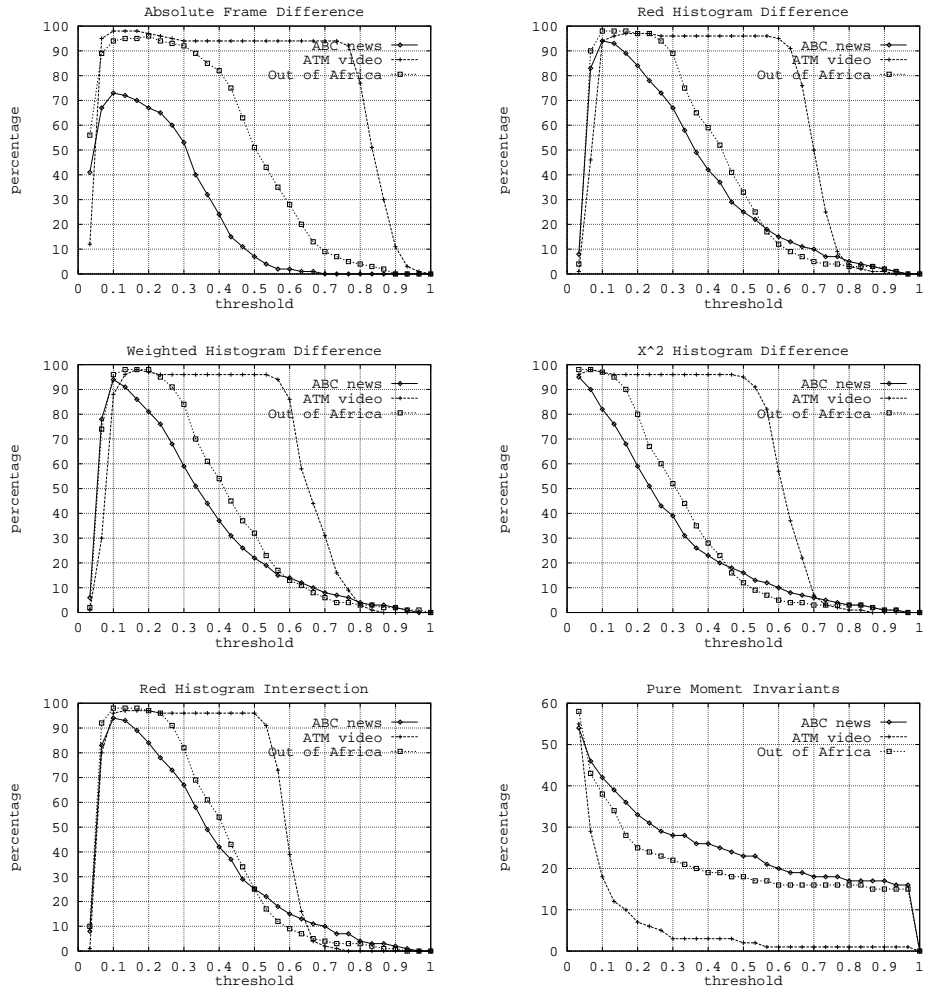 Absolute Frame Difference
100
90
80
70
60
50
40
30
20
10
0
percentage
ABC news
ATM video
Out of Africa
0 0.1 0.2 0.3 0.4 0.5 0.6 0.7 0.8 0.9 1
threshold
Red Histogram Difference
100
90
80
70
60
50
40
30
20
10
0
percentage
ABC news
ATM video
Out of Africa
0 0.1 0.2 0.3 0.4 0.5 0.6 0.7 0.8 0.9 1
threshold
Weighted Histogram Difference
100
90
80
70
60
50
40
30
20
10
0
percentage
ABC news
ATM video
Out of Africa
0 0.1 0.2 0.3 0.4 0.5 0.6 0.7 0.8 0.9 1
threshold
X^2 Histogram Difference
100
90
80
70
60
50
40
30
20
10
0
percentage
ABC news
ATM video
Out of Africa
0 0.1 0.2 0.3 0.4 0.5 0.6 0.7 0.8 0.9 1
threshold
Red Histogram Intersection
100
90
80
70
60
50
40
30
20
10
0
percentage
ABC news
ATM video
Out of Africa
0 0.1 0.2 0.3 0.4 0.5 0.6 0.7 0.8 0.9 1
threshold
Pure Moment Invariants
60
50
40
30
20
10
0
percentage
ABC news
ATM video
Out of Africa
0 0.1 0.2 0.3 0.4 0.5 0.6 0.7 0.8 0.9 1
threshold